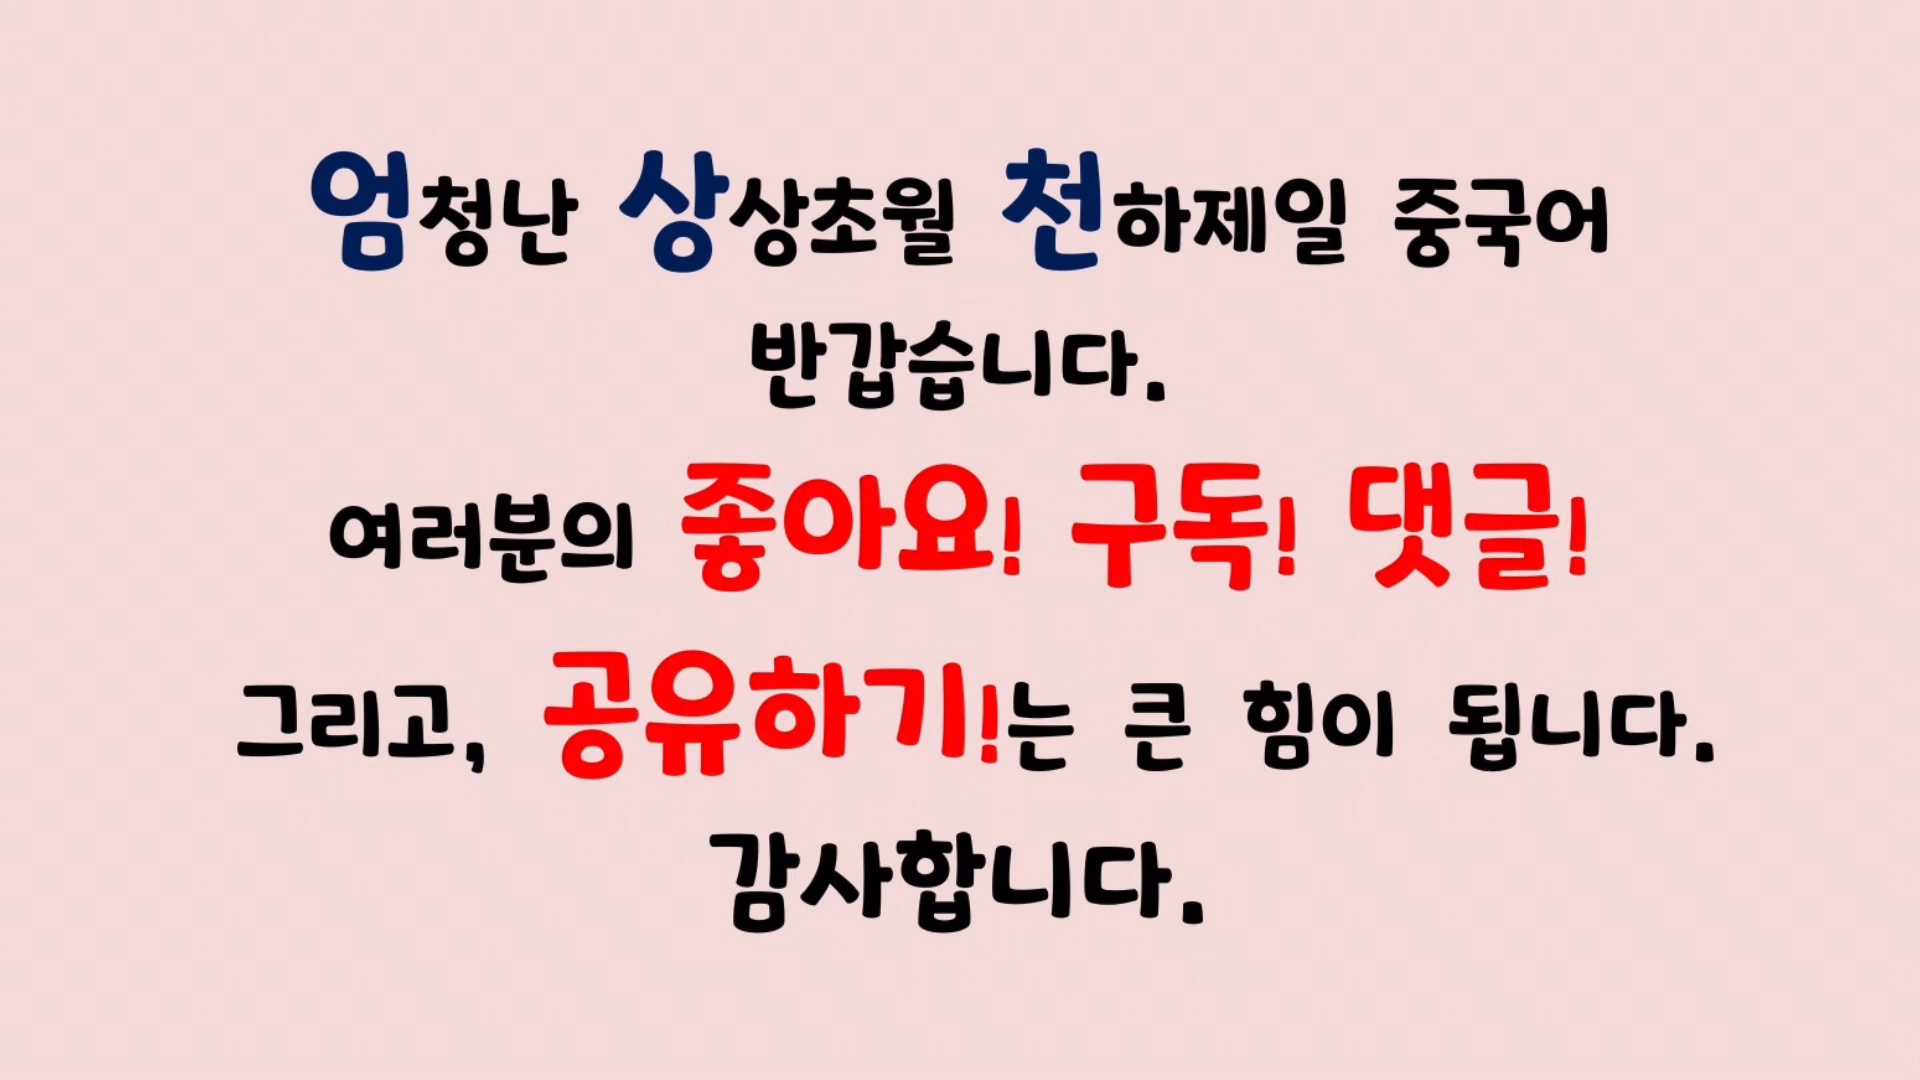 엄청난 상상초월 천하제일 중국어
반갑습니다.
여러분의 좋아요! 구독! 댓글!
그리고, 공유하기!는 큰 힘이 됩니다.
감사합니다.